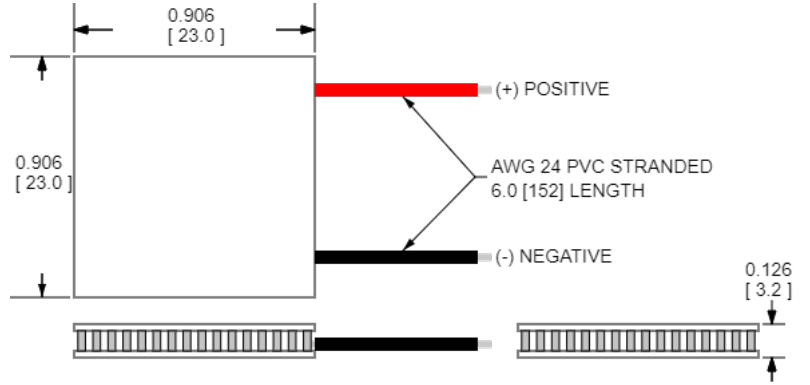 0.906
[ 23.0 ]
(+) POSITIVE
0.906
[ 23.0 ]
AWG 24 PVC STRANDED
6.0 [152] LENGTH
(-) NEGATIVE
0.126
[ 3.2 ]